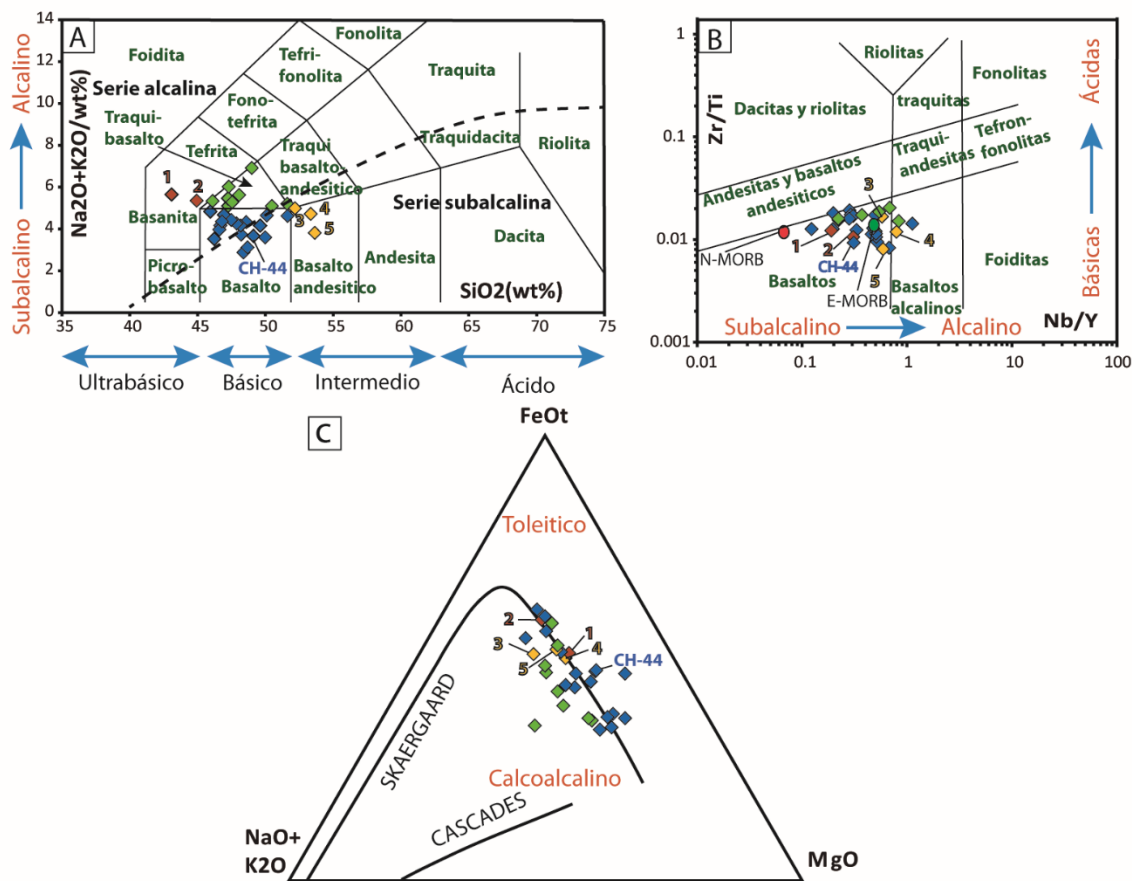 A
Na2O+K2O/wt%)
14
12
10
8
6
4
2
0
Subalcalino
Alcalino
Foidita
Serie alcalina
Tefri-
fonolita
Fonolita
Traquita
Fono-
tefrita
Traqui-
basalto
Tefrita
Traqui
basalto
andesítico
Traquidacita
Riolita
1
2
3
4
5
Basanita
Serie subalcalina
Dacita
CH-44
Picro-
basalto
Basalto
Basalto
andesitico
Andesita
SiO2(wt%)
35
45
50
55
60
65
70
75
Ultrabásico
Básico
Intermedio
Ácido
B
Zr/Ti
1
0.1
0.01
0.001
Riolitas
Fonolitas
Dacitas y riolitas
traquitas
Traqui-
andesitas
Tefron-
fonolitas
Andesitas y basaltos
andesíticos
3
1
2
4
5
N-MORB
CH-44
Basaltos
E-MORB
Basaltos
alcalinos
Foiditas
Subalcalino
Alcalino
Nb/Y
0.01
0.1
1
10
100
Básicas
Ácidas
C
FeOt
Toleitico
2
1
3
4
5
CH-44
SKAERGAARD
Calcoalcalino
CASCADES
NaO+
K2O
MgO